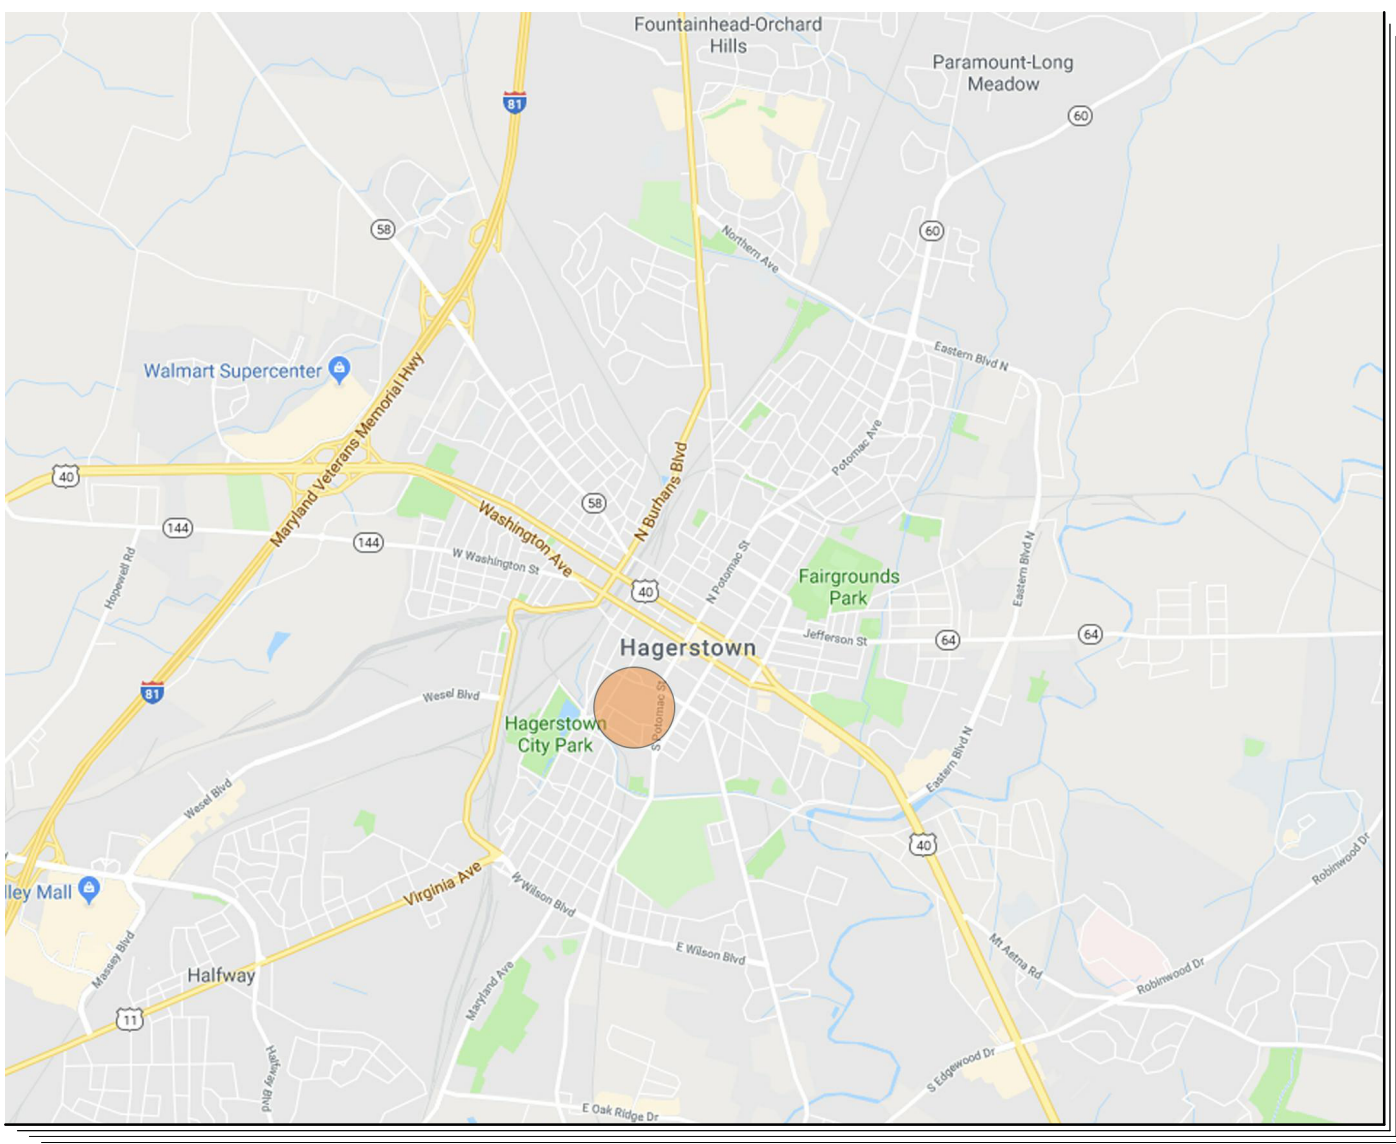 Fountainhead-Orchard
Hills
Paramount-Long
Meadow
81
60
58
60
Northern Ave
Eastern Blvd N
Walmart Supercenter
Maryland Veterans Memorial Hwy
Potomac Ave
40
N Burhans Blvd
58
144
Washington Ave
144
W Washington St
Hopewell Rd
N Potomac St
Eastern Blvd N
Fairgrounds
Park
40
Jefferson St
64
64
Hagerstown
81
Wesel Blvd
S Potomac St
Hagerstown
City Park
Eastern Blvd N
Wesel Blvd
40
Robinwood Dr
lley Mall
Virginia Ave
W Wilson Blvd
E Wilson Blvd
Massey Blvd
Mt Aetna Rd
Robinwood Dr
Halfway
Maryland Ave
11
Halfway Blvd
S Edgewood Dr
E Oak Ridge Dr